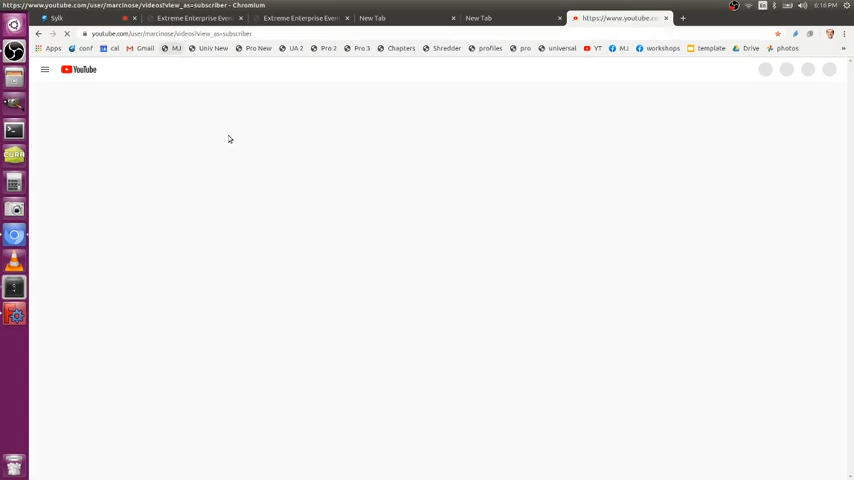 https://www.youtube.com/user/marcinose/videos?view_as=subscriber - Chromium
En 6:16 PM
Sylk Extreme Enterprise Even Extreme Enterprise Even New Tab New Tab https://www.youtube.co
youtube.com/user/marcinose/videos?view_as=subscriber
Apps conf cal Gmail MJ Univ New Pro New UA 2 Pro 2 Pro 3 Chapters Shredder profiles pro universal YT MJ workshops template Drive photos
YouTube
CURA